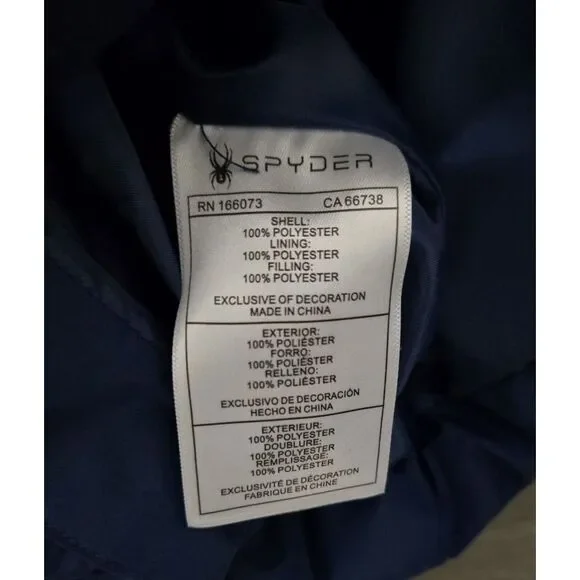 SPYDER
RN 166073 CA 66738
SHELL:
100% POLYESTER
LINING:
100% POLYESTER
FILLING:
100% POLYESTER
EXCLUSIVE OF DECORATION
MADE IN CHINA
EXTERIOR:
100% POLIÉSTER
FORRO:
100% POLIÉSTER
RELLENO:
100% POLIÉSTER
EXCLUSIVO DE DECORACIÓN
HECHO EN CHINA
EXTERIEUR:
100% POLYESTER
DOUBLURE:
100% POLYESTER
REMPLISSAGE:
100% POLYESTER
EXCLUSIVITÉ DE DÉCORATION
FABRIQUE EN CHINE